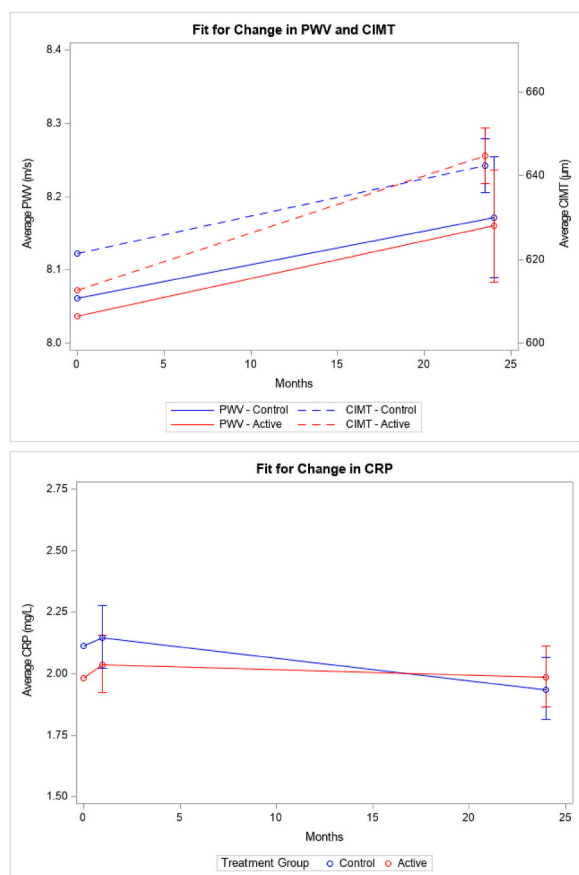 Fit for Change in PWV and CIMT
8.4
8.3
8.2
8.1
8.0
Average PWV (m/s)
660
640
620
600
Average CIMT (µm)
0 5 10 15 20 25
Months
PWV - Control CIMT - Control
PWV - Active CIMT - Active
Fit for Change in CRP
2.75
2.50
2.25
2.00
1.75
1.50
Average CRP (mg/L)
0 5 10 15 20 25
Months
Treatment Group Control Active